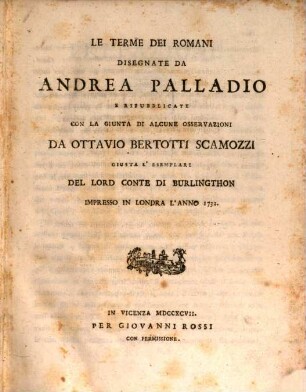 LE TERME DEI ROMANI
DISEGNATE DA
ANDREA PALLADIO
E RIPUBBLICATE
CON LA GIUNTA DI ALCUNE OSSERVAZIONI
DA OTTAVIO BERTOTTI SCAMOZZI
GIUSTA L' ESEMPLARE
DEL LORD CONTE DI BURLINGTHON
IMPRESSO IN LONDRA L'ANNO 1732.
IN VICENZA MDCCXCVII.
PER GIOVANNI ROSSI
CON PERMISSIONE.